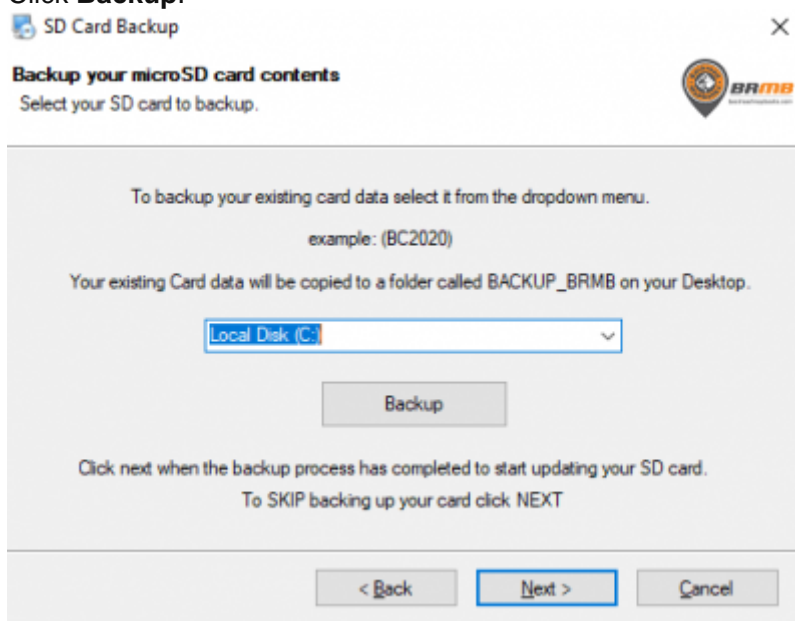 Click Backup.
SD Card Backup
Backup your microSD card contents
Select your SD card to backup.
BRMB
To backup your existing card data select it from the dropdown menu.
example: (BC2020)
Your existing Card data will be copied to a folder called BACKUP_BRMB on your Desktop.
Local Disk (C:)
Backup
Click next when the backup process has completed to start updating your SD card.
To SKIP backing up your card click NEXT
< Back
Next >
Cancel